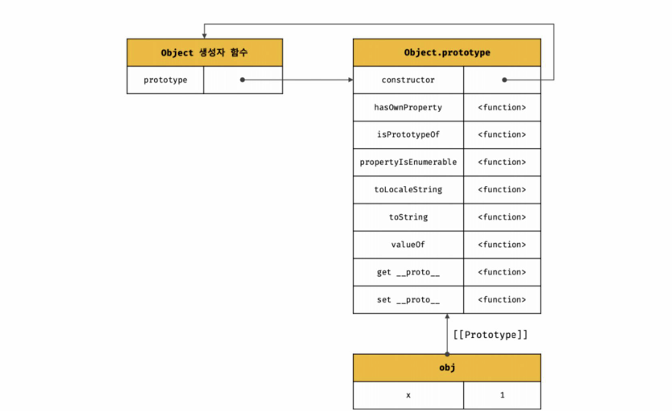 Object 생성자 함수
prototype
Object.prototype
constructor
hasOwnProperty <function>
isPrototypeOf <function>
propertyIsEnumerable <function>
toLocaleString <function>
toString <function>
valueOf <function>
get __proto__ <function>
set __proto__ <function>
[[Prototype]]
obj
x 1